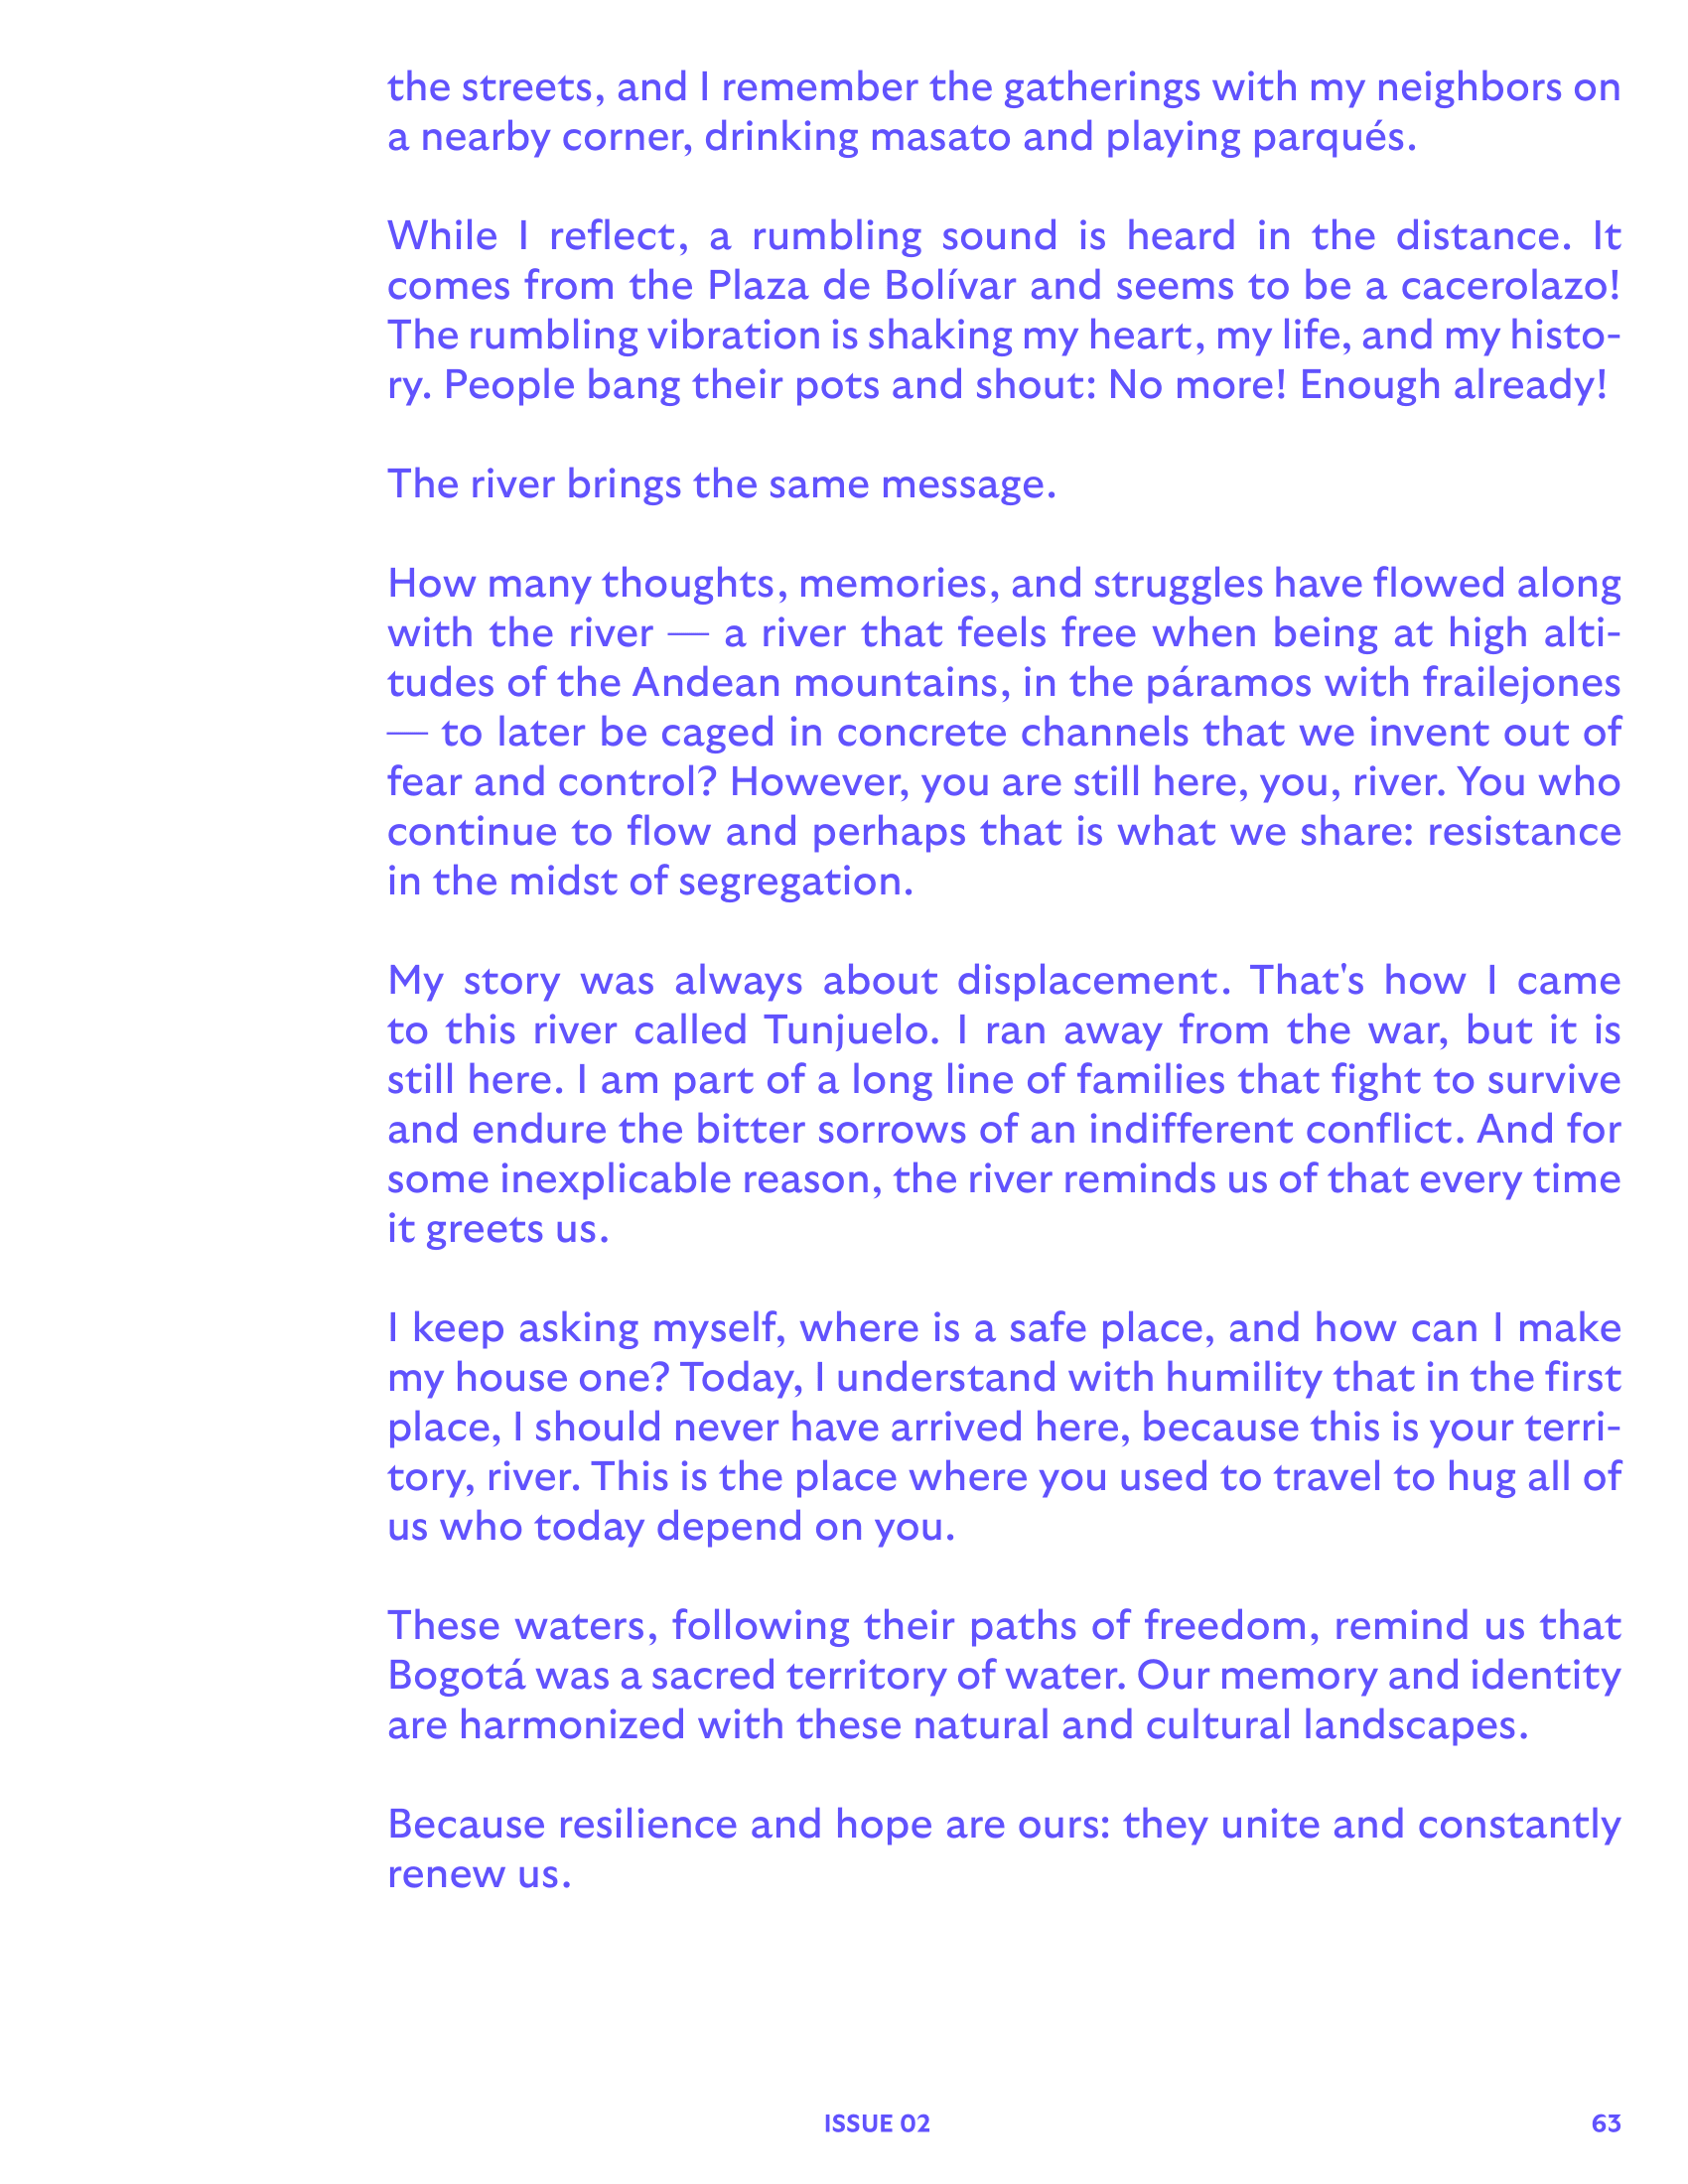 the streets, and I remember the gatherings with my neighbors on
a nearby corner, drinking masato and playing parqués.
While I reflect, a rumbling sound is heard in the distance. It
comes from the Plaza de Bolívar and seems to be a cacerolazo!
The rumbling vibration is shaking my heart, my life, and my histo-
ry. People bang their pots and shout: No more! Enough already!
The river brings the same message.
How many thoughts, memories, and struggles have flowed along
with the river — a river that feels free when being at high alti-
tudes of the Andean mountains, in the páramos with frailejones
— to later be caged in concrete channels that we invent out of
fear and control? However, you are still here, you, river. You who
continue to flow and perhaps that is what we share: resistance
in the midst of segregation.
My story was always about displacement. That's how I came
to this river called Tunjuelo. I ran away from the war, but it is
still here. I am part of a long line of families that fight to survive
and endure the bitter sorrows of an indifferent conflict. And for
some inexplicable reason, the river reminds us of that every time
it greets us.
I keep asking myself, where is a safe place, and how can I make
my house one? Today, I understand with humility that in the first
place, I should never have arrived here, because this is your terri-
tory, river. This is the place where you used to travel to hug all of
us who today depend on you.
These waters, following their paths of freedom, remind us that
Bogotá was a sacred territory of water. Our memory and identity
are harmonized with these natural and cultural landscapes.
Because resilience and hope are ours: they unite and constantly
renew us.
ISSUE 02
63